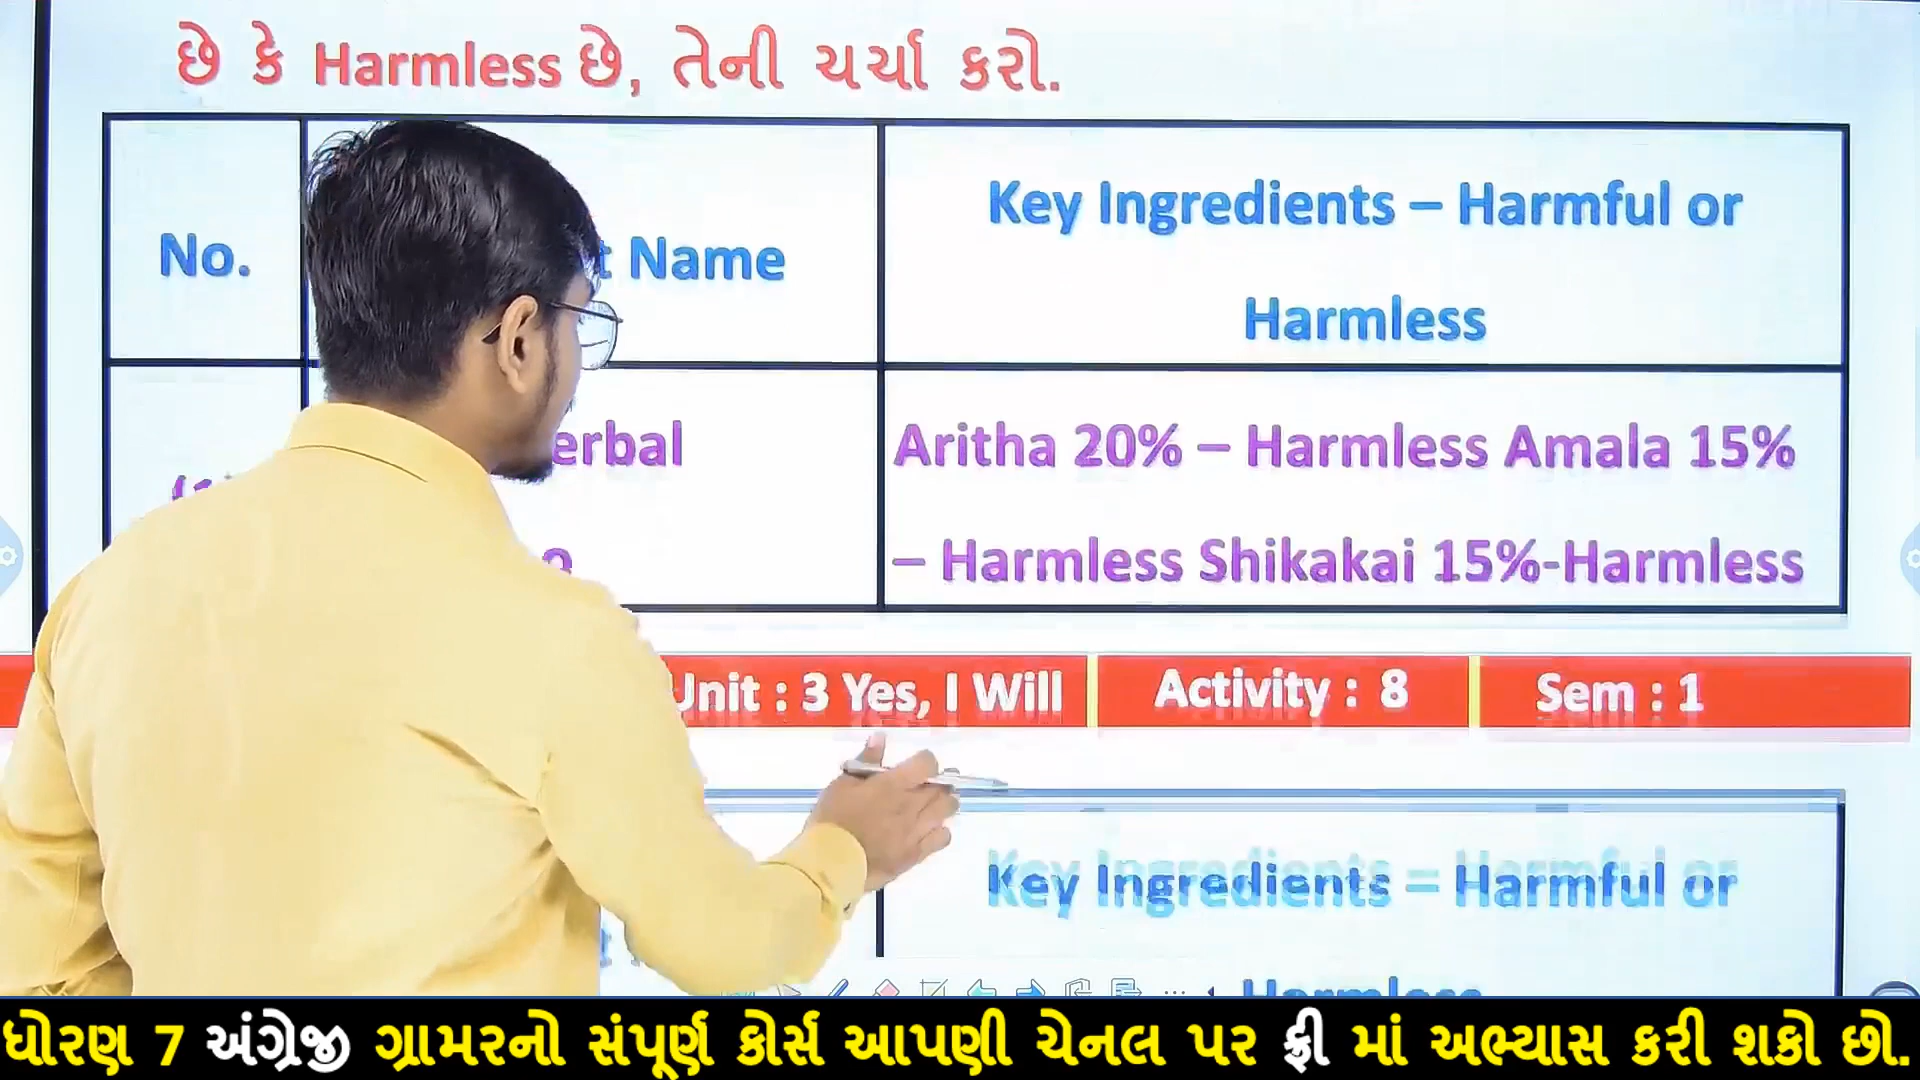 છે કે Harmless છે, તેની ચર્ચા કરો.
No.
Name
Key Ingredients – Harmful or
Harmless
Aritha 20% – Harmless Amala 15%
– Harmless Shikakai 15%-Harmless
Unit : 3 Yes, I Will
Activity : 8
Sem : 1
Key Ingredients – Harmful or
Harmless
ધોરણ 7 અંગ્રેજી ગ્રામરનો સંપૂર્ણ કોર્સ આપણી ચેનલ પર ફ્રી માં અભ્યાસ કરી શકો છો.